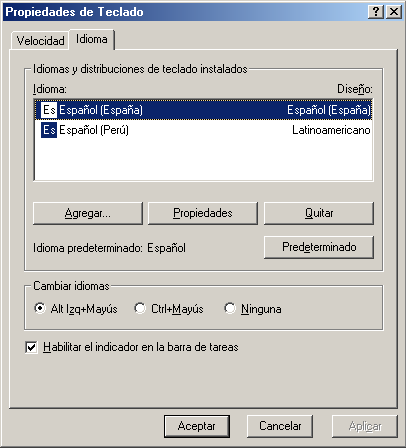 Propiedades de Teclado
Velocidad Idioma
Idiomas y distribuciones de teclado instalados
Idioma: Diseño:
Es Español (España) Español (España)
Es Español (Perú) Latinoamericano
Agregar... Propiedades Quitar
Idioma predeterminado: Español Predeterminado
Cambiar idiomas
Alt Izq+Mayús Ctrl+Mayús Ninguna
Habilitar el indicador en la barra de tareas
Aceptar Cancelar Aplicar